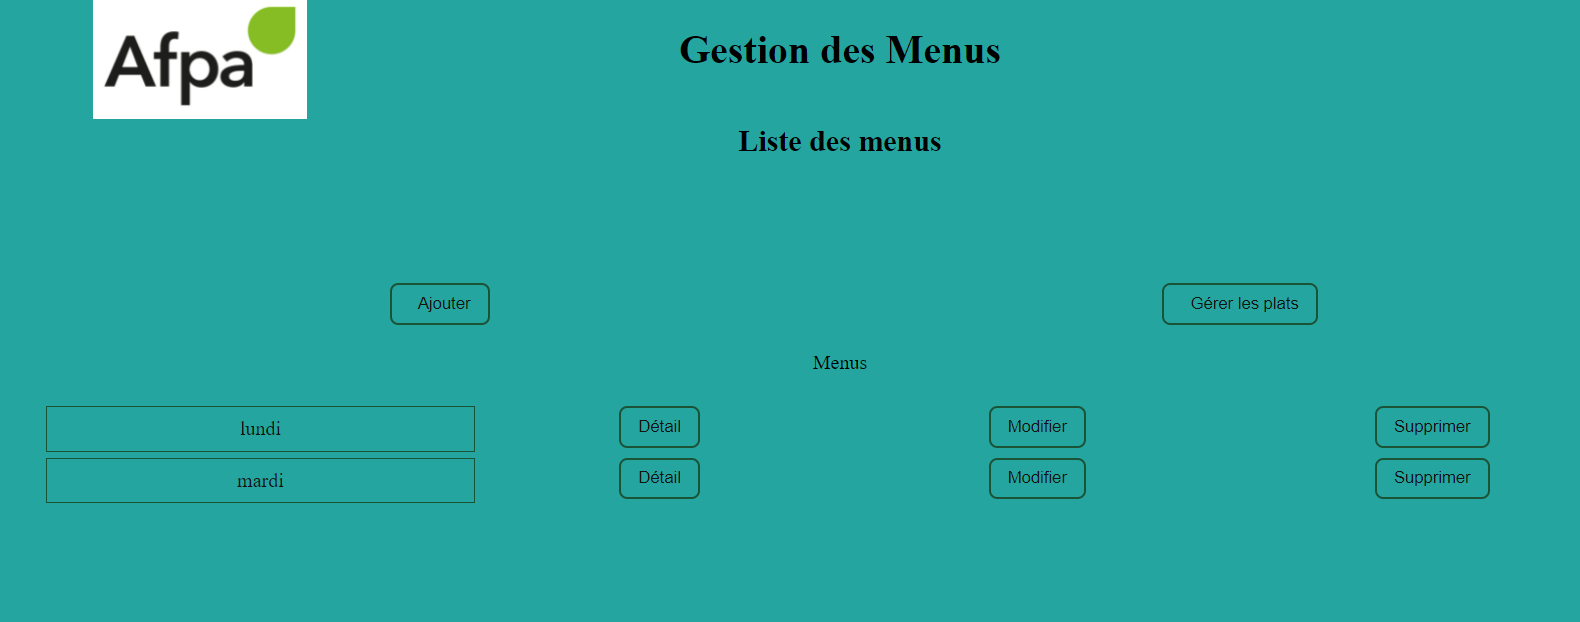 Afpa
Gestion des Menus
Liste des menus
Ajouter Gérer les plats
Menus
lundi Détail Modifier Supprimer
mardi Détail Modifier Supprimer